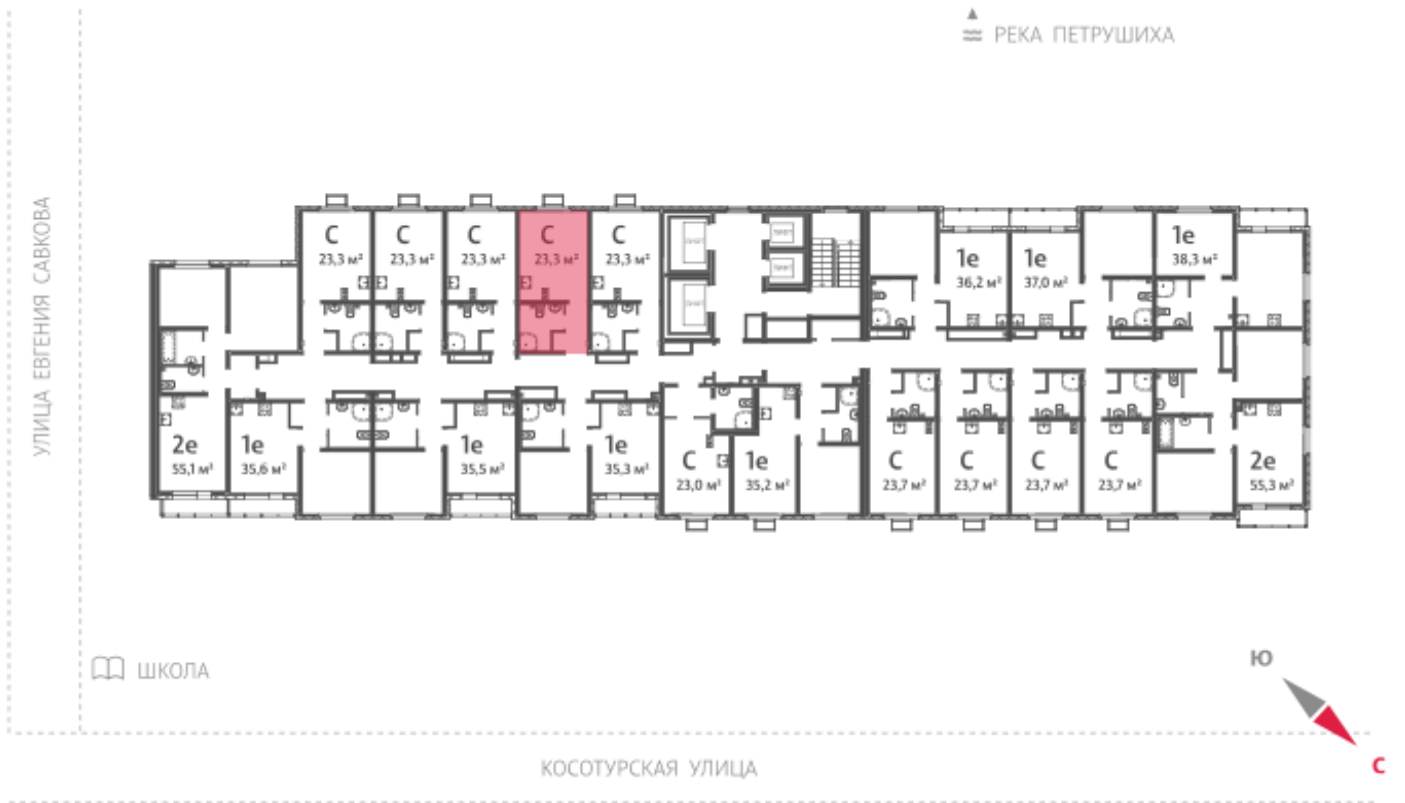 РЕКА ПЕТРУШИХА
УЛИЦА ЕВГЕНИЯ САВКОВА
С
23,3 м²
С
23,3 м²
С
23,3 м²
С
23,3 м²
С
23,3 м²
1е
36,2 м²
1е
37,0 м²
1е
38,3 м²
2е
55,1 м²
1е
35,6 м²
1е
35,5 м²
1е
35,3 м²
С
23,0 м²
1е
35,2 м²
С
23,7 м²
С
23,7 м²
С
23,7 м²
С
23,7 м²
2е
55,3 м²
ШКОЛА
Ю
С
КОСОТУРСКАЯ УЛИЦА